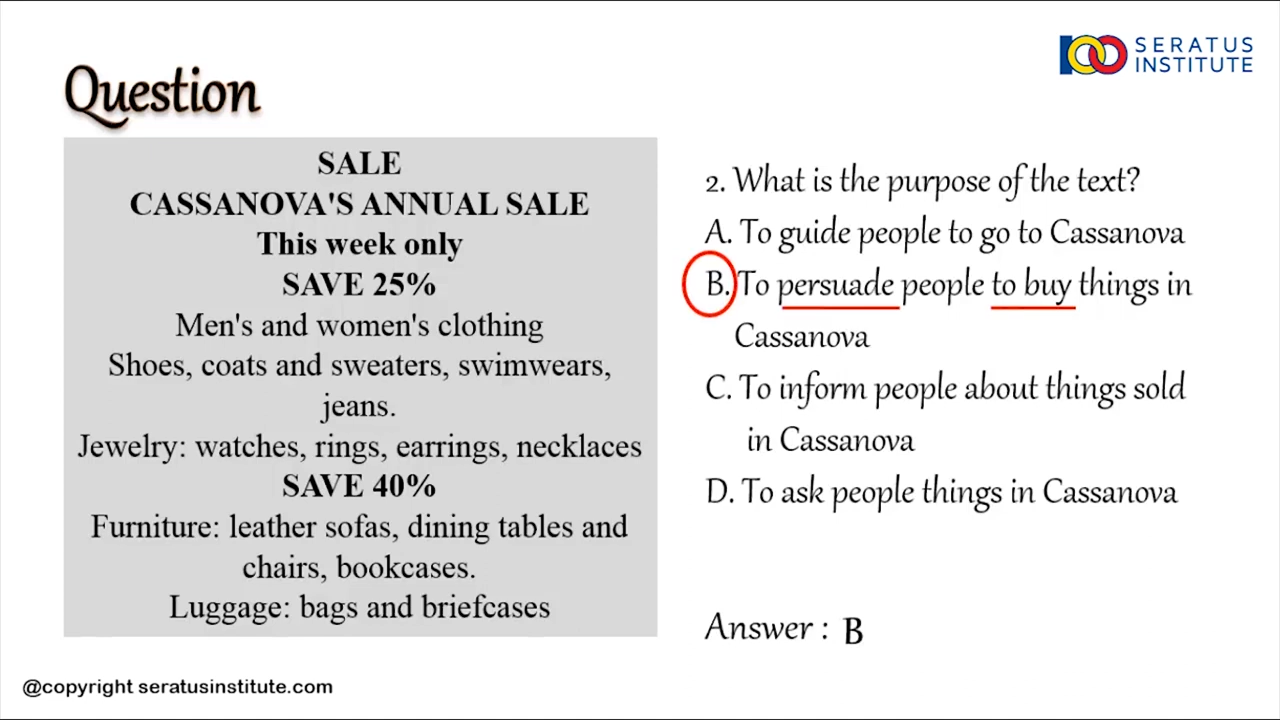 SERATUS
INSTITUTE
Question
SALE
CASSANOVA'S ANNUAL SALE
This week only
SAVE 25%
Men's and women's clothing
Shoes, coats and sweaters, swimwears,
jeans.
Jewelry: watches, rings, earrings, necklaces
SAVE 40%
Furniture: leather sofas, dining tables and
chairs, bookcases.
Luggage: bags and briefcases
2. What is the purpose of the text?
A. To guide people to go to Cassanova
B. To persuade people to buy things in
Cassanova
C. To inform people about things sold
in Cassanova
D. To ask people things in Cassanova
Answer : B
@copyright seratusinstitute.com